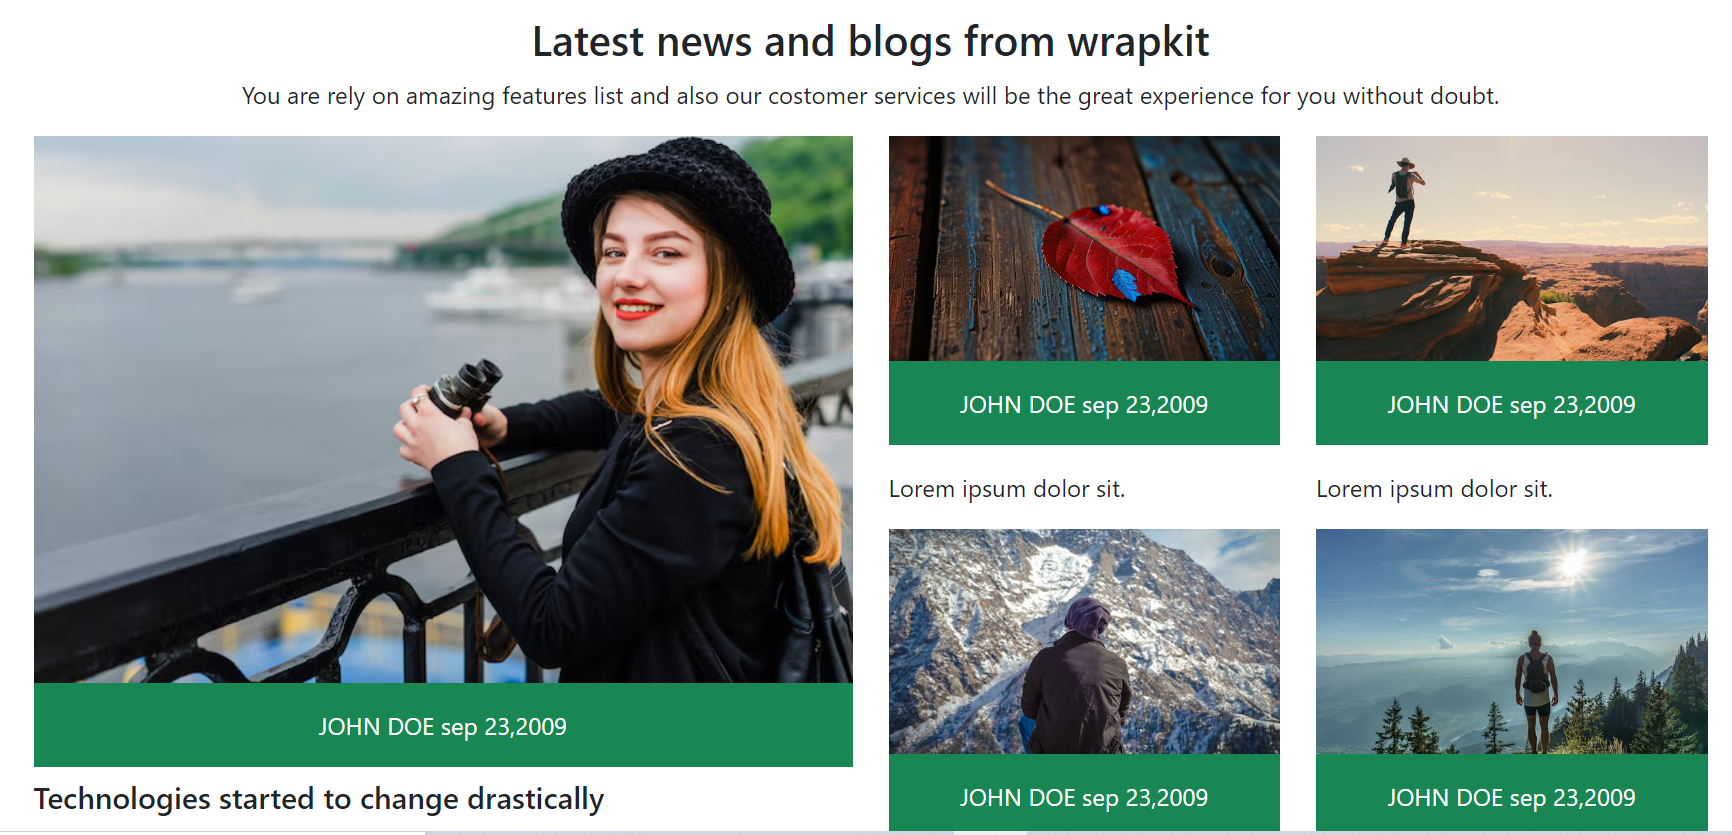 Latest news and blogs from wrapkit
You are rely on amazing features list and also our costomer services will be the great experience for you without doubt.
JOHN DOE sep 23,2009
Technologies started to change drastically
JOHN DOE sep 23,2009
Lorem ipsum dolor sit.
JOHN DOE sep 23,2009
JOHN DOE sep 23,2009
Lorem ipsum dolor sit.
JOHN DOE sep 23,2009